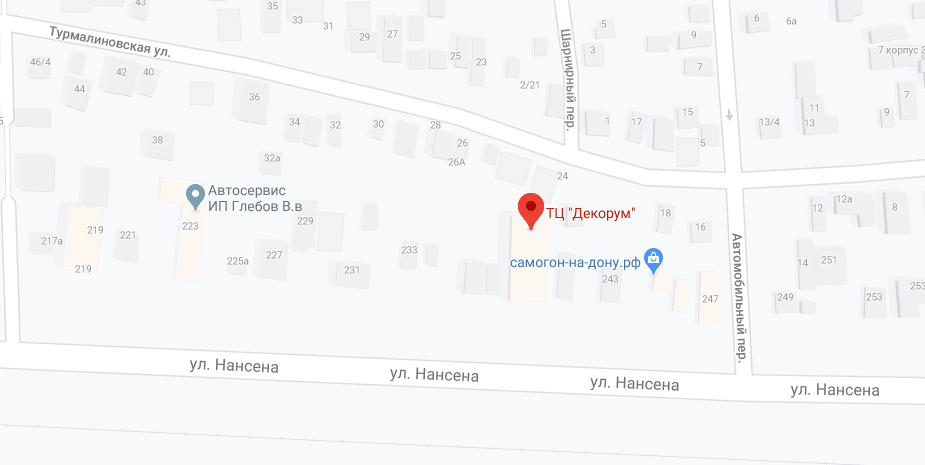 35
33
31
29
27
25
23
Турмалиновская ул.
46/4
44
42
40
36
38
34
32
30
28
26
26А
32а
24
2/21
Шарнирный пер.
3
7
1
17
15
5
6
6а
7 корпус 3
11
13
13/4
9
7
Автосервис
ИП Глебов В.в
217а
219
219
221
223
225а
227
229
231
233
ТЦ "Декорум"
самогон-на-дону.рф
243
247
18
16
Автомобильный пер.
12
12а
8
14
251
249
253
253
ул. Нансена
ул. Нансена
ул. Нансена
ул. Нансена